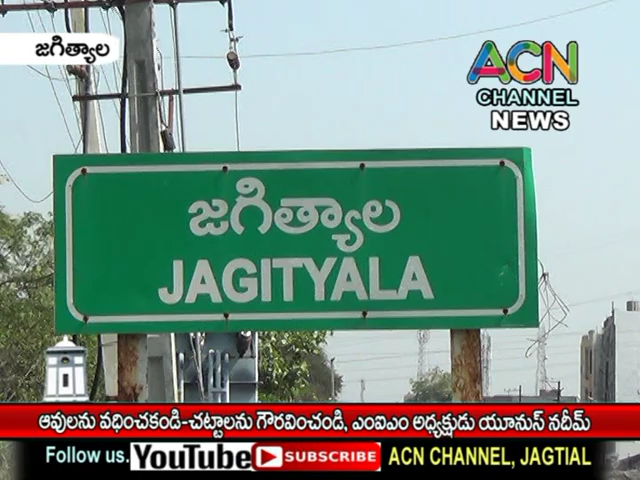 జగిత్యాల
ACN
CHANNEL
NEWS
జగిత్యాల
JAGITYALA
ఆవులను వధించకండి-చట్టాలను గౌరవించండి, ఎంఐఎం అధ్యక్షుడు యూనుస్ నదీమ్
Follow us. YouTube SUBSCRIBE ACN CHANNEL, JAGTIAL